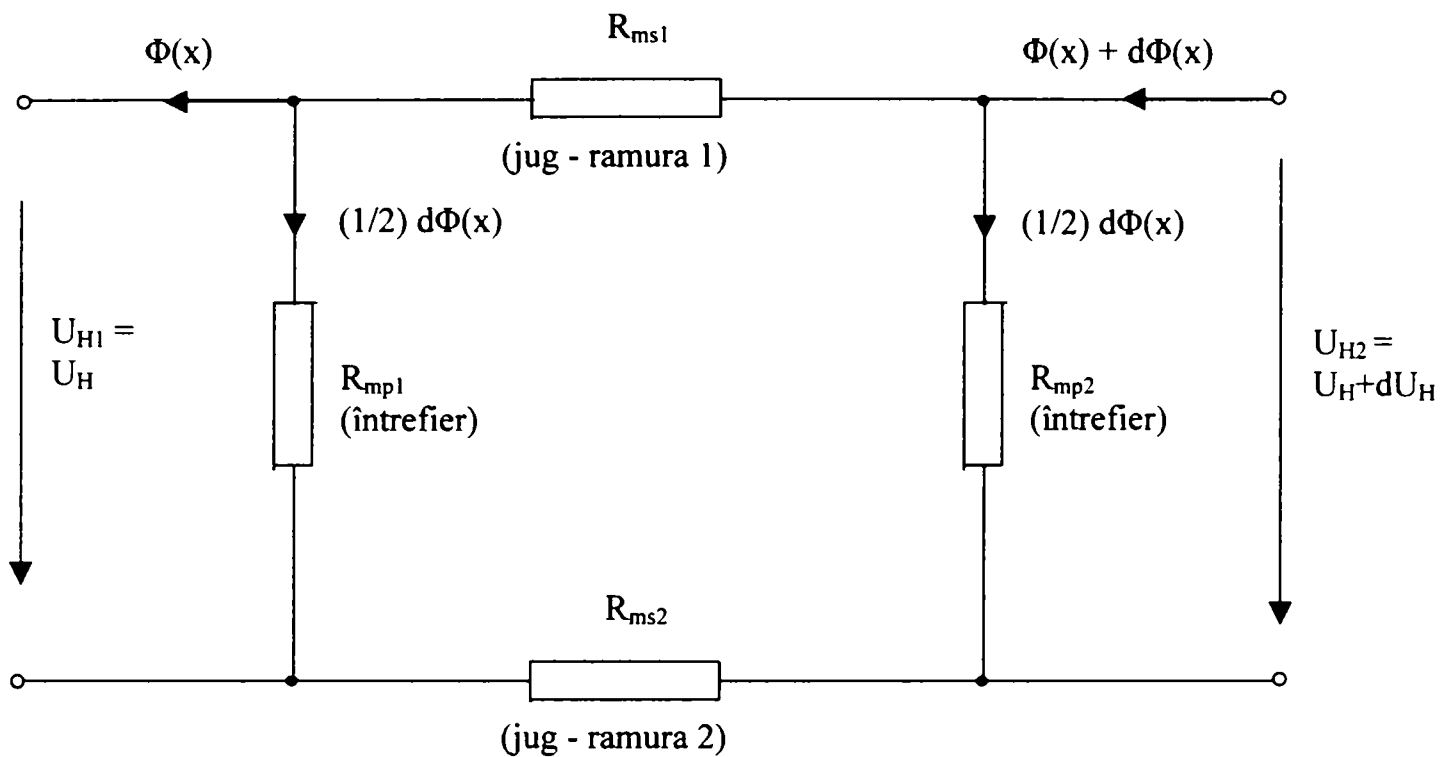 R_ms1
Φ(x)
Φ(x) + dΦ(x)
(jug - ramura 1)
(1/2) dΦ(x)
(1/2) dΦ(x)
U_H1 =
U_H
R_mp1
(întrefier)
R_mp2
(întrefier)
U_H2 =
U_H+dU_H
R_ms2
(jug - ramura 2)